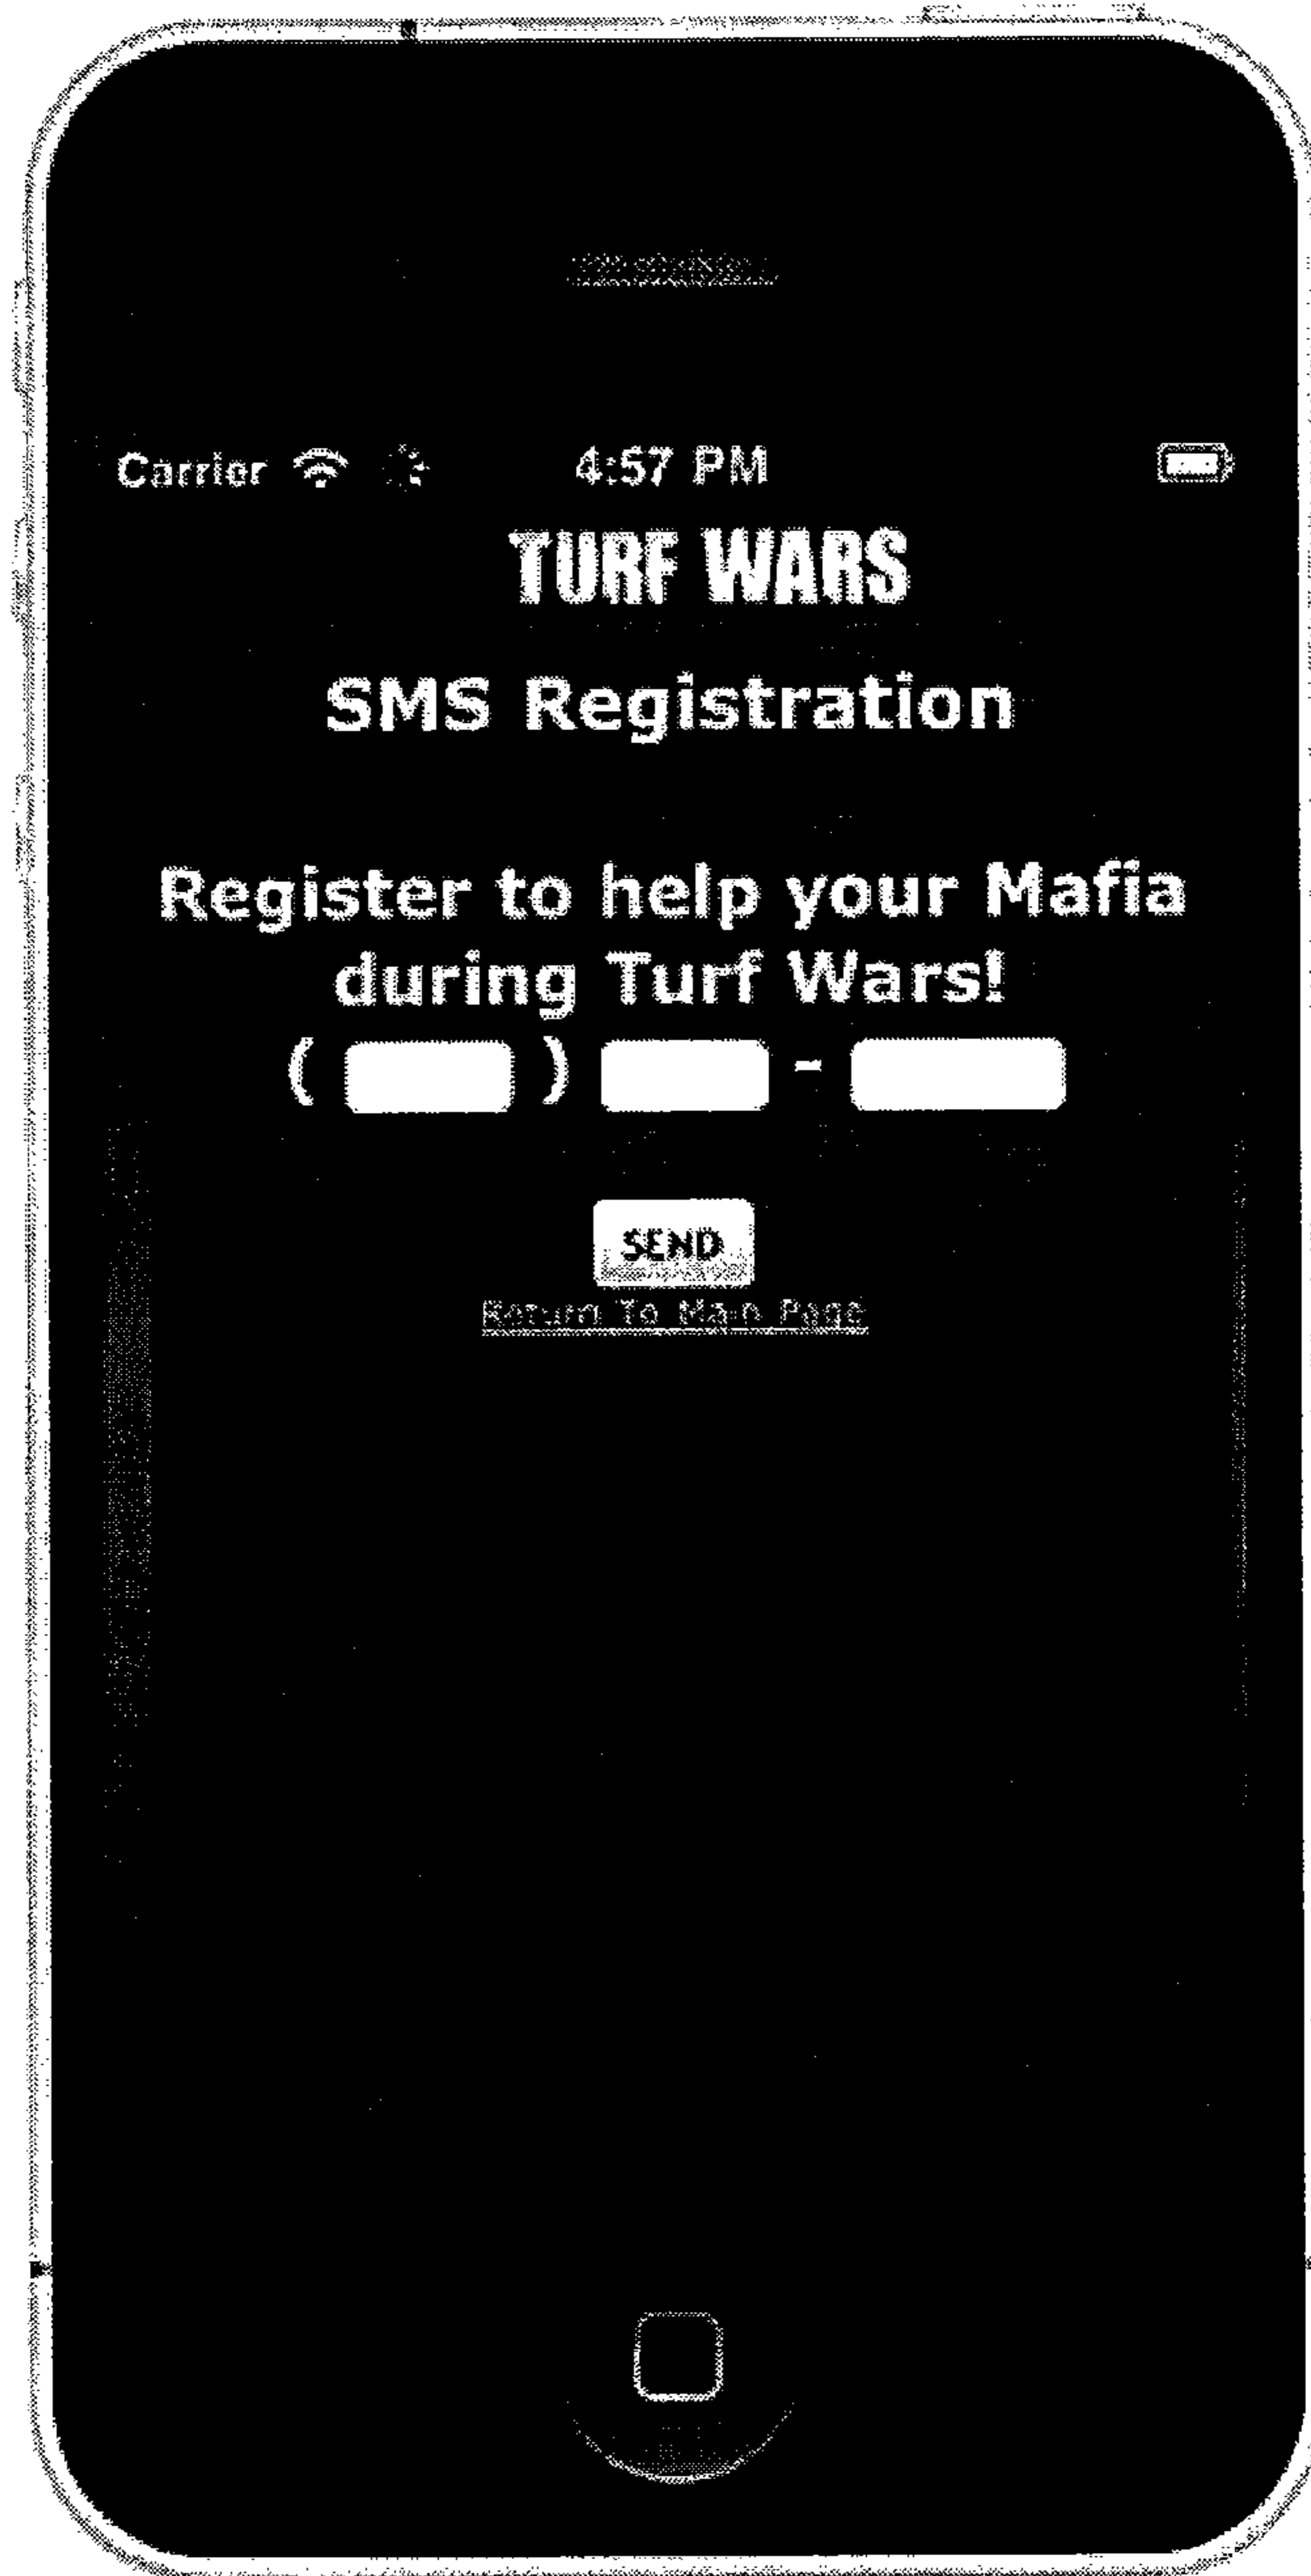 Carrier 4:57 PM
TURF WARS
SMS Registration
Register to help your Mafia
during Turf Wars!
( ) -
SEND
Return To Main Page